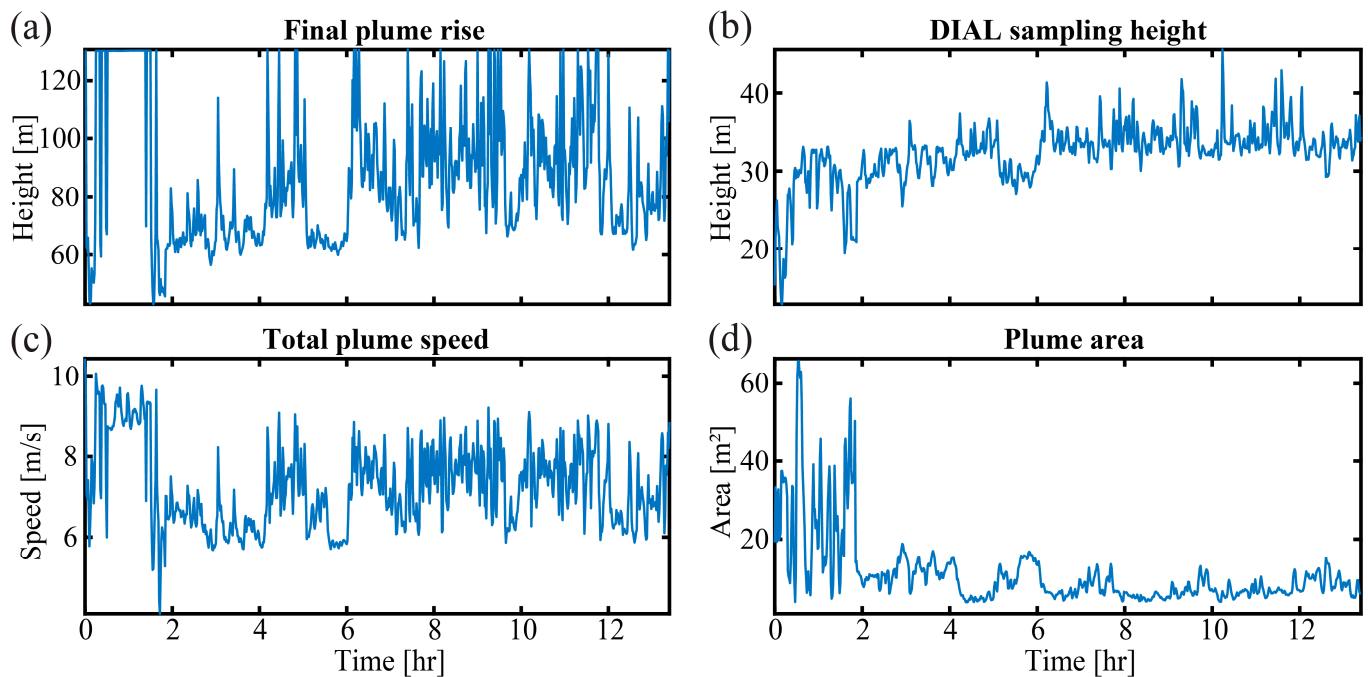 (a)
Final plume rise
Height [m]
120
100
80
60
(b)
DIAL sampling height
Height [m]
40
30
20
(c)
Total plume speed
Speed [m/s]
10
8
6
0 2 4 6 8 10 12
Time [hr]
(d)
Plume area
Area [m²]
60
40
20
0 2 4 6 8 10 12
Time [hr]